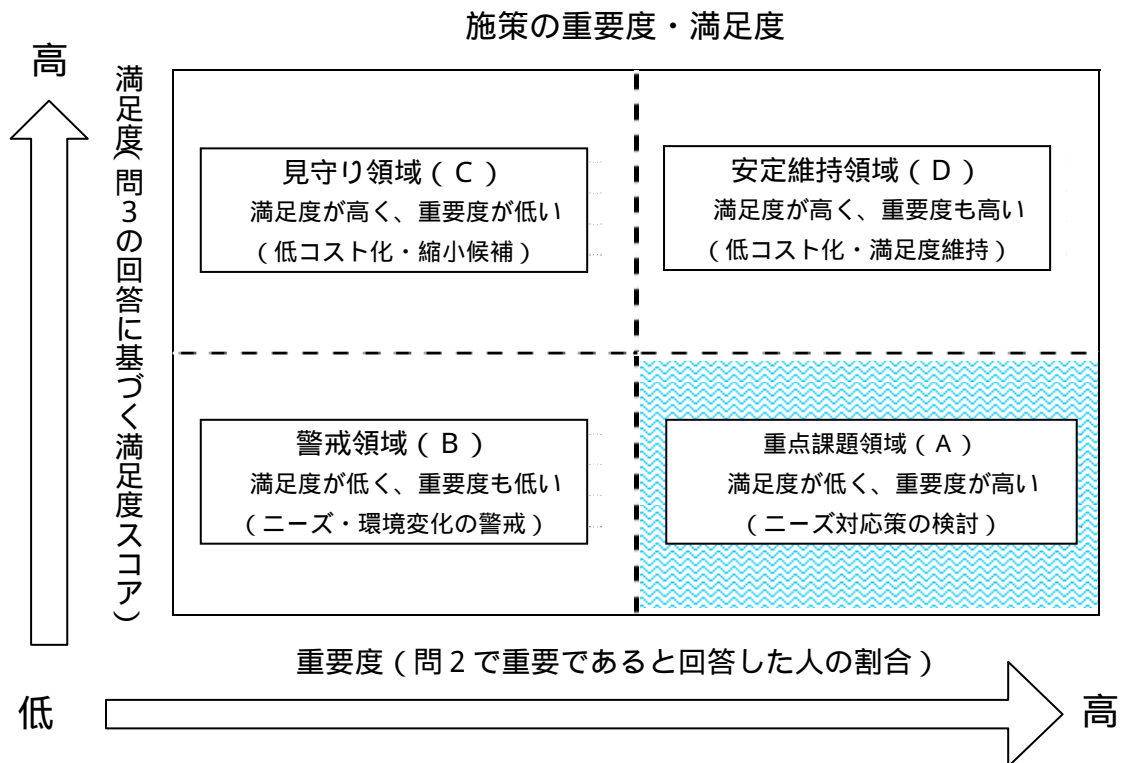 施策の重要度・満足度
高
満足度（問３の回答に基づく満足度スコア）
見守り領域（Ｃ）
満足度が高く、重要度が低い
（低コスト化・縮小候補）
安定維持領域（Ｄ）
満足度が高く、重要度も高い
（低コスト化・満足度維持）
警戒領域（Ｂ）
満足度が低く、重要度も低い
（ニーズ・環境変化の警戒）
重点課題領域（Ａ）
満足度が低く、重要度が高い
（ニーズ対応策の検討）
重要度（問２で重要であると回答した人の割合）
低
高